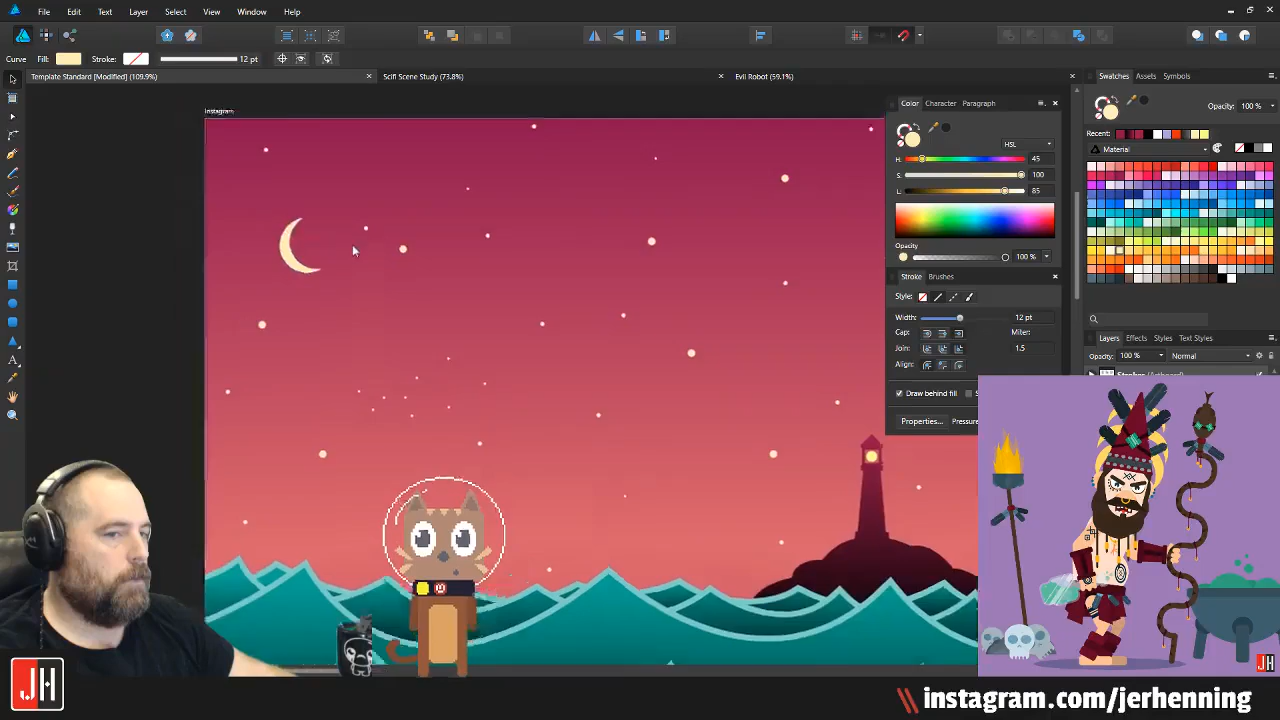 File Edit Text Layer Select View Window Help
Curve Fill: Stroke: 12 pt
Template Standard [Modified] (109.9%)
Scifi Scene Study (73.8%)
Evil Robot (59.1%)
Instagram
Color Character Paragraph
HSL
H: 45
S: 100
L: 85
Opacity
100 %
Stroke Brushes
Style:
Width: 12 pt
Cap: Miter:
Join: 1.5
Align:
Draw behind fill
Properties... Pressure
Swatches Assets Symbols
Opacity: 100 %
Recent:
Material
Layers Effects Styles Text Styles
Opacity: 100 % Normal
JH
JH
\\ instagram.com/jerhenning